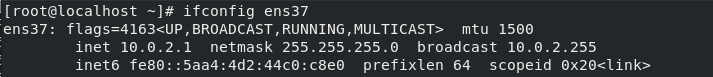 [root@localhost ~]# ifconfig ens37
ens37: flags=4163<UP,BROADCAST,RUNNING,MULTICAST>  mtu 1500
        inet 10.0.2.1  netmask 255.255.255.0  broadcast 10.0.2.255
        inet6 fe80::5aa4:4d2:44c0:c8e0  prefixlen 64  scopeid 0x20<link>